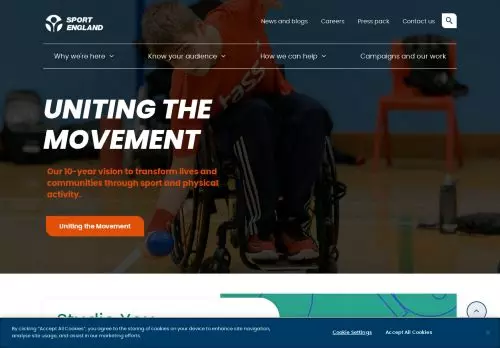 SPORT
ENGLAND
News and blogs
Careers
Press pack
Contact us
Why we're here
Know your audience
How we can help
Campaigns and our work
UNITING THE
MOVEMENT
Our 10-year vision to transform lives and
communities through sport and physical
activity.
Uniting the Movement
By clicking "Accept All Cookies", you agree to the storing of cookies on your device to enhance site navigation,
analyse site usage, and assist in our marketing efforts.
Cookie Settings
Accept All Cookies